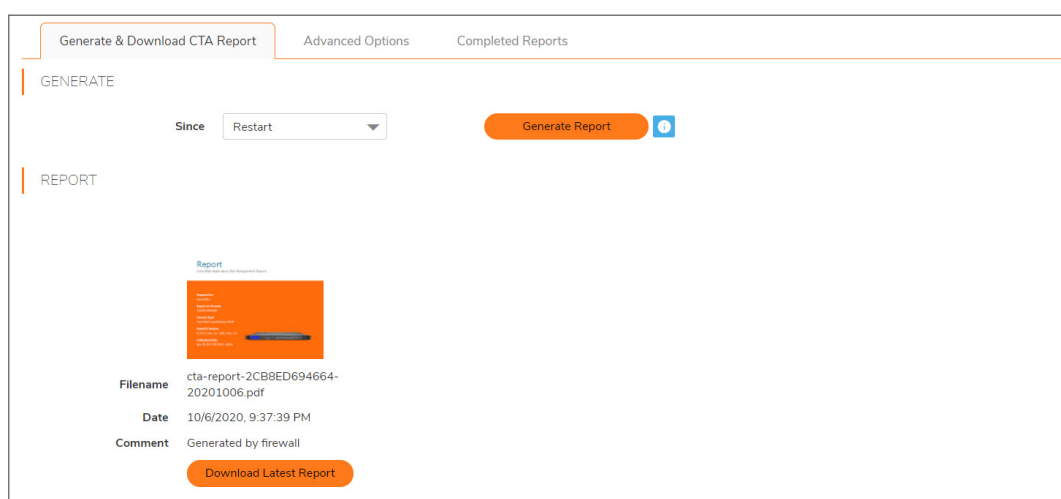 Generate & Download CTA Report
Advanced Options
Completed Reports
GENERATE
Since
Restart
Generate Report
REPORT
Report
Filename
cta-report-2CB8ED694664-
20201006.pdf
Date
10/6/2020, 9:37:39 PM
Comment
Generated by firewall
Download Latest Report